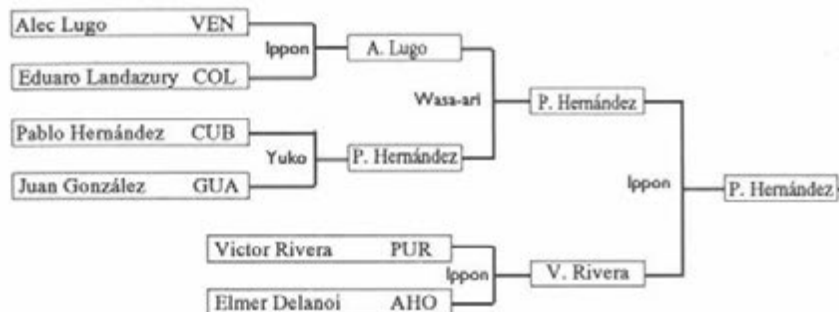 Alec Lugo VEN
Ippon
A. Lugo
Eduaro Landazury COL
Wasa-ari
P. Hernández
Pablo Hernández CUB
Yuko
P. Hernández
Juan González GUA
Ippon
P. Hernández
Victor Rivera PUR
Ippon
V. Rivera
Elmer Delanoi AHO